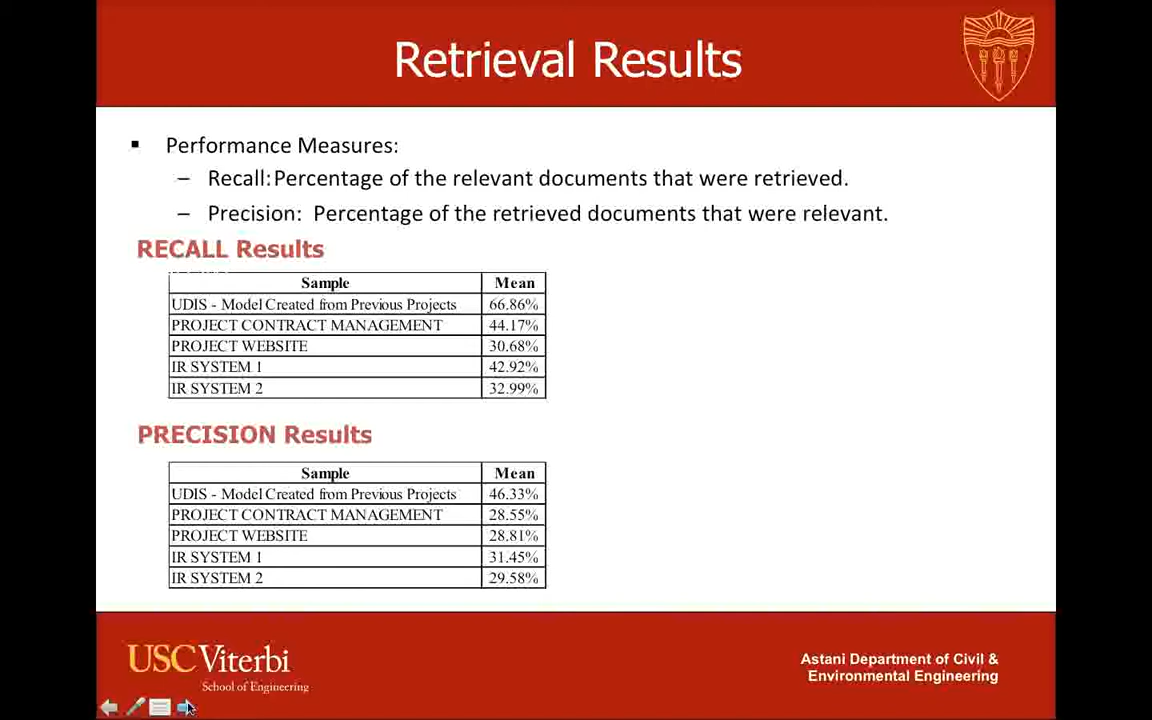 Retrieval Results
▪ Performance Measures:
– Recall: Percentage of the relevant documents that were retrieved.
– Precision: Percentage of the retrieved documents that were relevant.
RECALL Results
Sample Mean
UDIS - Model Created from Previous Projects 66.86%
PROJECT CONTRACT MANAGEMENT 44.17%
PROJECT WEBSITE 30.68%
IR SYSTEM 1 42.92%
IR SYSTEM 2 32.99%
PRECISION Results
Sample Mean
UDIS - Model Created from Previous Projects 46.33%
PROJECT CONTRACT MANAGEMENT 28.55%
PROJECT WEBSITE 28.81%
IR SYSTEM 1 31.45%
IR SYSTEM 2 29.58%
USC Viterbi
School of Engineering
Astani Department of Civil &
Environmental Engineering